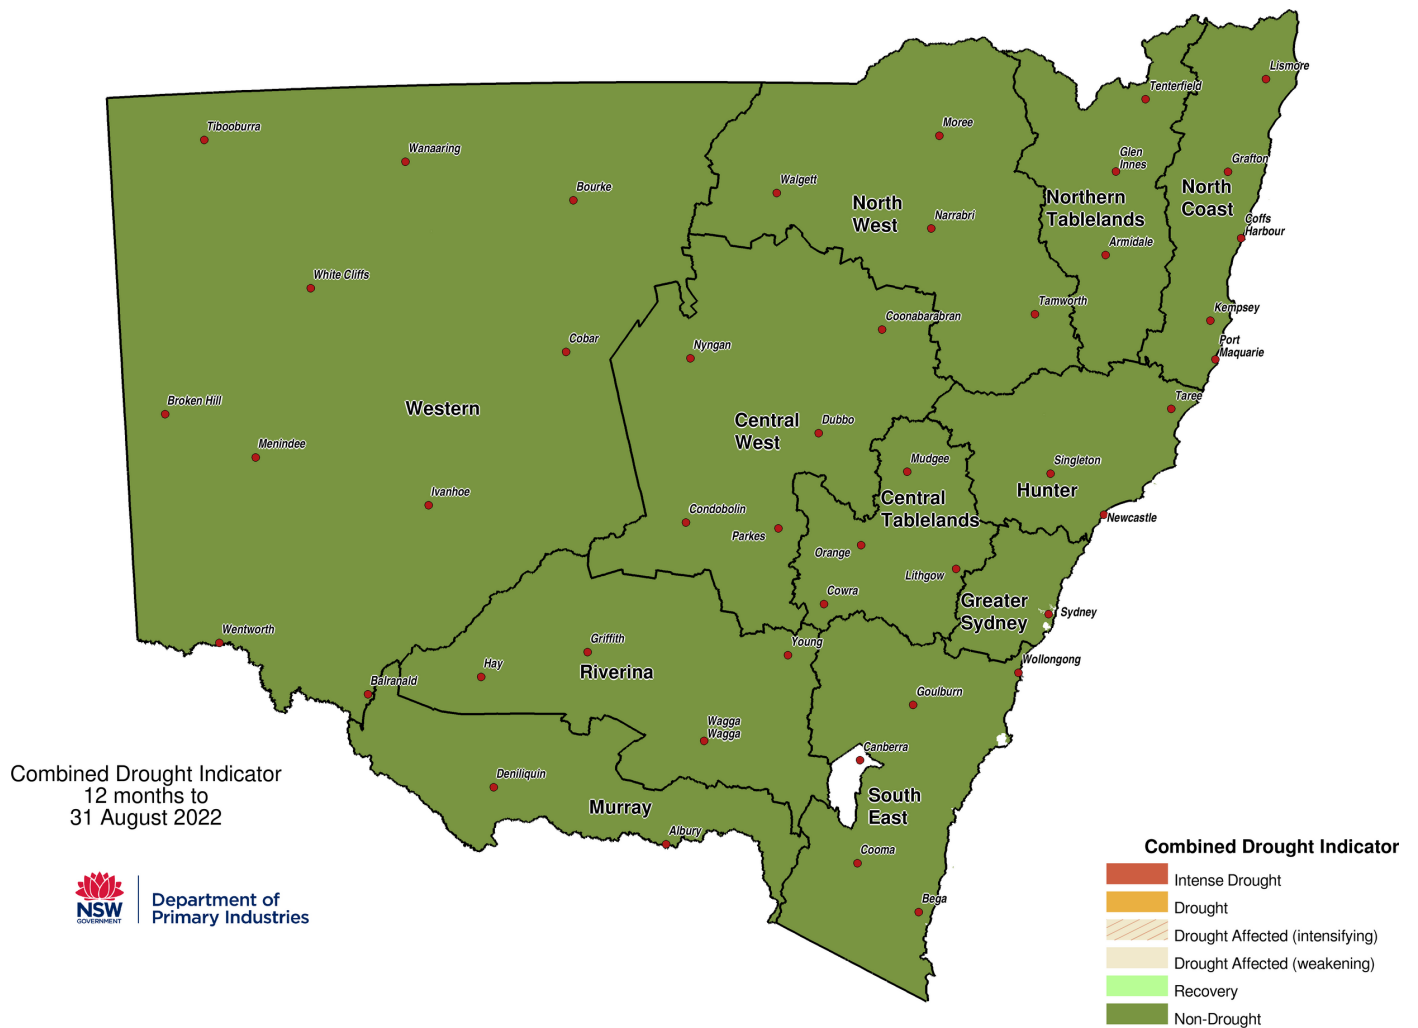 Lismore
Tenterfield
Tibooburra
Moree
Wanaaring
Glen
Innes
Grafton
Walgett
Bourke
Northern
Tablelands
North
Coast
North
West
Narrabri
Coffs
Harbour
Armidale
White Cliffs
Tamworth
Kempsey
Coonabarabran
Cobar
Nyngan
Port
Maquarie
Broken Hill
Western
Taree
Central
West
Dubbo
Menindee
Mudgee
Singleton
Hunter
Ivanhoe
Central
Tablelands
Condobolin
Newcastle
Parkes
Orange
Lithgow
Cowra
Greater
Sydney
Sydney
Wentworth
Griffith
Young
Wollongong
Hay
Riverina
Balranald
Goulburn
Wagga
Wagga
Canberra
Combined Drought Indicator
12 months to
31 August 2022
Deniliquin
Murray
South
East
Albury
Cooma
Bega
NSW
GOVERNMENT
Department of
Primary Industries
Combined Drought Indicator
Intense Drought
Drought
Drought Affected (intensifying)
Drought Affected (weakening)
Recovery
Non-Drought